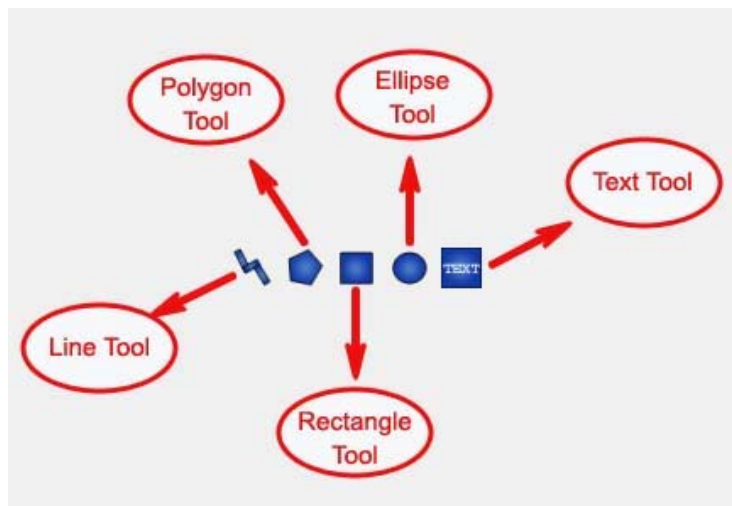 Polygon
Tool
Ellipse
Tool
Text Tool
TEXT
Line Tool
Rectangle
Tool